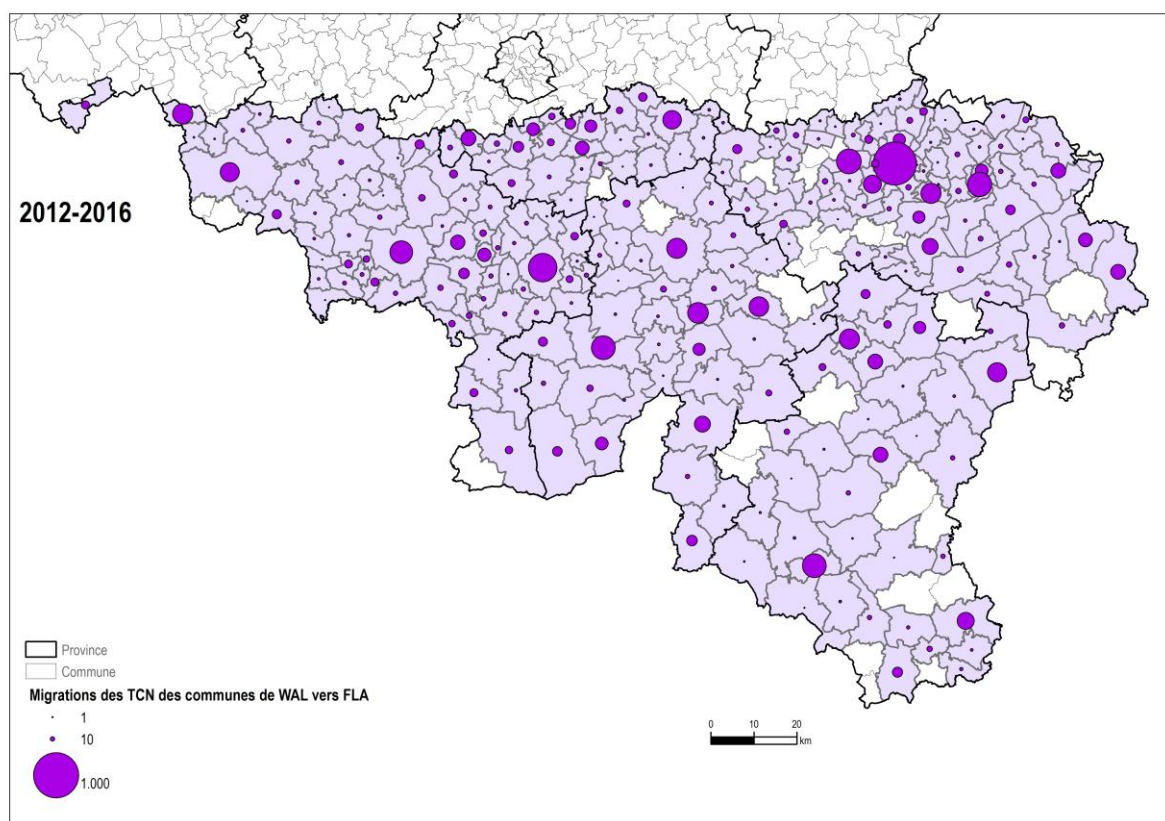 2012-2016
Province
Commune
Migrations des TCN des communes de WAL vers FLA
1
10
1.000
0 10 20
km